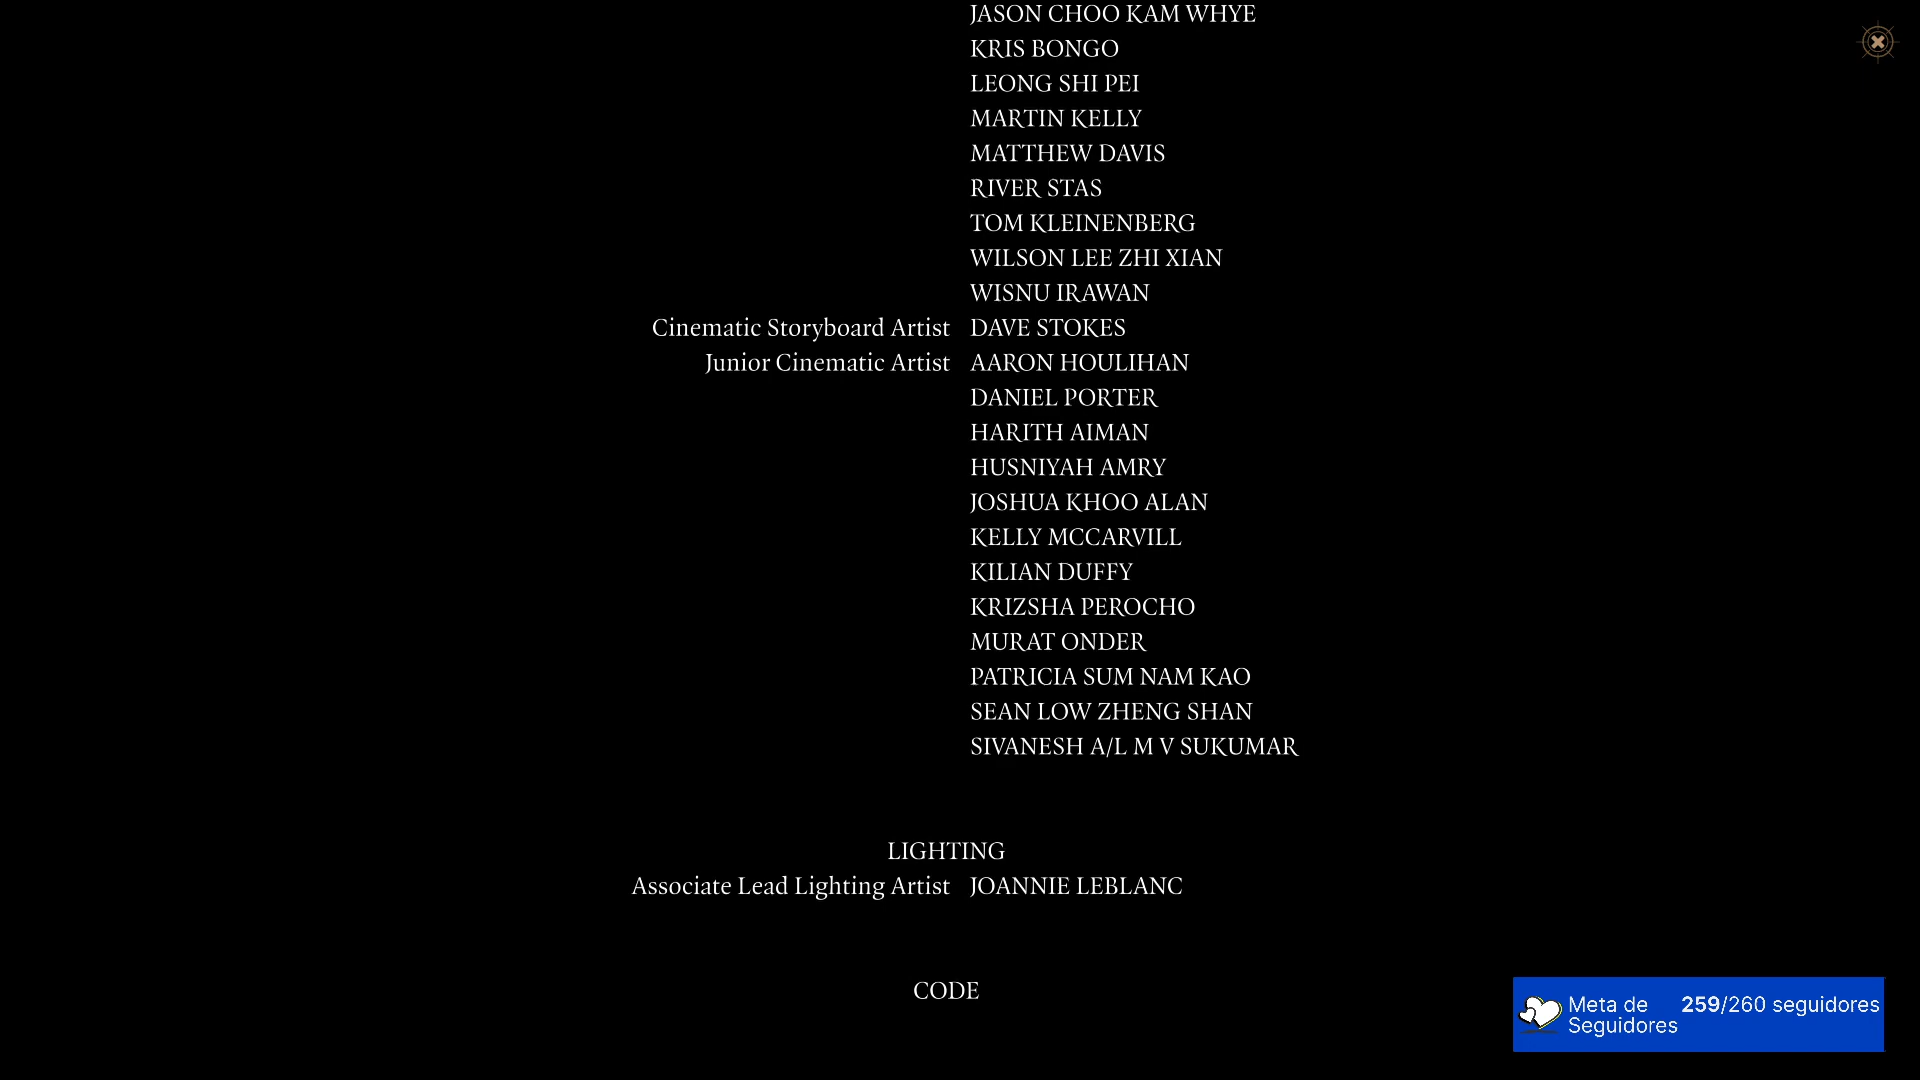 JASON CHOO KAM WHYE
KRIS BONGO
LEONG SHI PEI
MARTIN KELLY
MATTHEW DAVIS
RIVER STAS
TOM KLEINENBERG
WILSON LEE ZHI XIAN
WISNU IRAWAN
Cinematic Storyboard Artist DAVE STOKES
Junior Cinematic Artist AARON HOULIHAN
DANIEL PORTER
HARITH AIMAN
HUSNIYAH AMRY
JOSHUA KHOO ALAN
KELLY MCCARVILL
KILIAN DUFFY
KRIZSHA PEROCHO
MURAT ONDER
PATRICIA SUM NAM KAO
SEAN LOW ZHENG SHAN
SIVANESH A/L M V SUKUMAR
LIGHTING
Associate Lead Lighting Artist JOANNIE LEBLANC
CODE
Meta de 259/260 seguidores
Seguidores